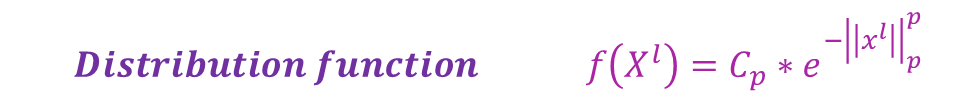 Distribution function f(X^l) = C_p * e^{-||x^l||_p^p}